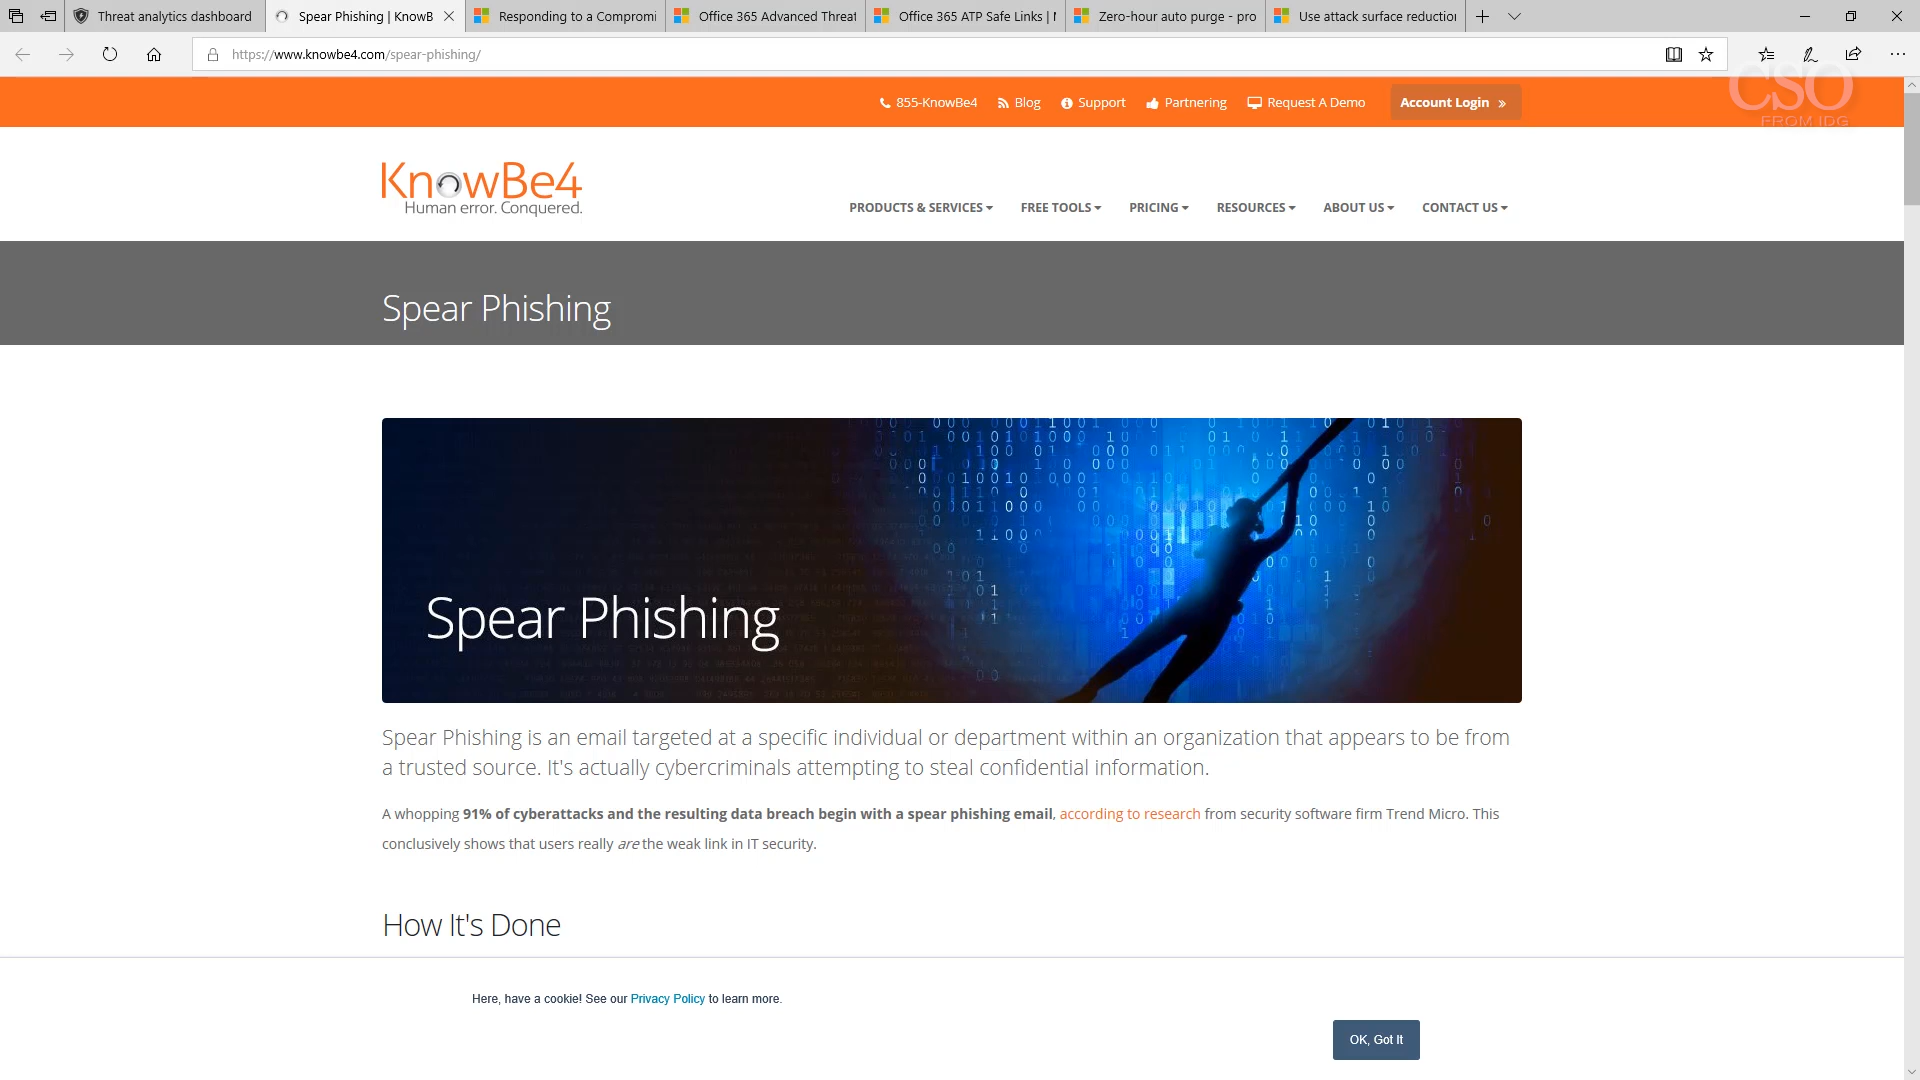 Threat analytics dashboard
Spear Phishing | KnowB
Responding to a Compromi
Office 365 Advanced Threat
Office 365 ATP Safe Links |
Zero-hour auto purge - pro
Use attack surface reduction
https://www.knowbe4.com/spear-phishing/
855-KnowBe4
Blog
Support
Partnering
Request A Demo
Account Login »
CSO
FROM IDG
KnowBe4
Human error. Conquered.
PRODUCTS & SERVICES
FREE TOOLS
PRICING
RESOURCES
ABOUT US
CONTACT US
Spear Phishing
Spear Phishing
Spear Phishing is an email targeted at a specific individual or department within an organization that appears to be from
a trusted source. It's actually cybercriminals attempting to steal confidential information.
A whopping 91% of cyberattacks and the resulting data breach begin with a spear phishing email, according to research from security software firm Trend Micro. This
conclusively shows that users really are the weak link in IT security.
How It's Done
Here, have a cookie! See our Privacy Policy to learn more.
OK, Got It